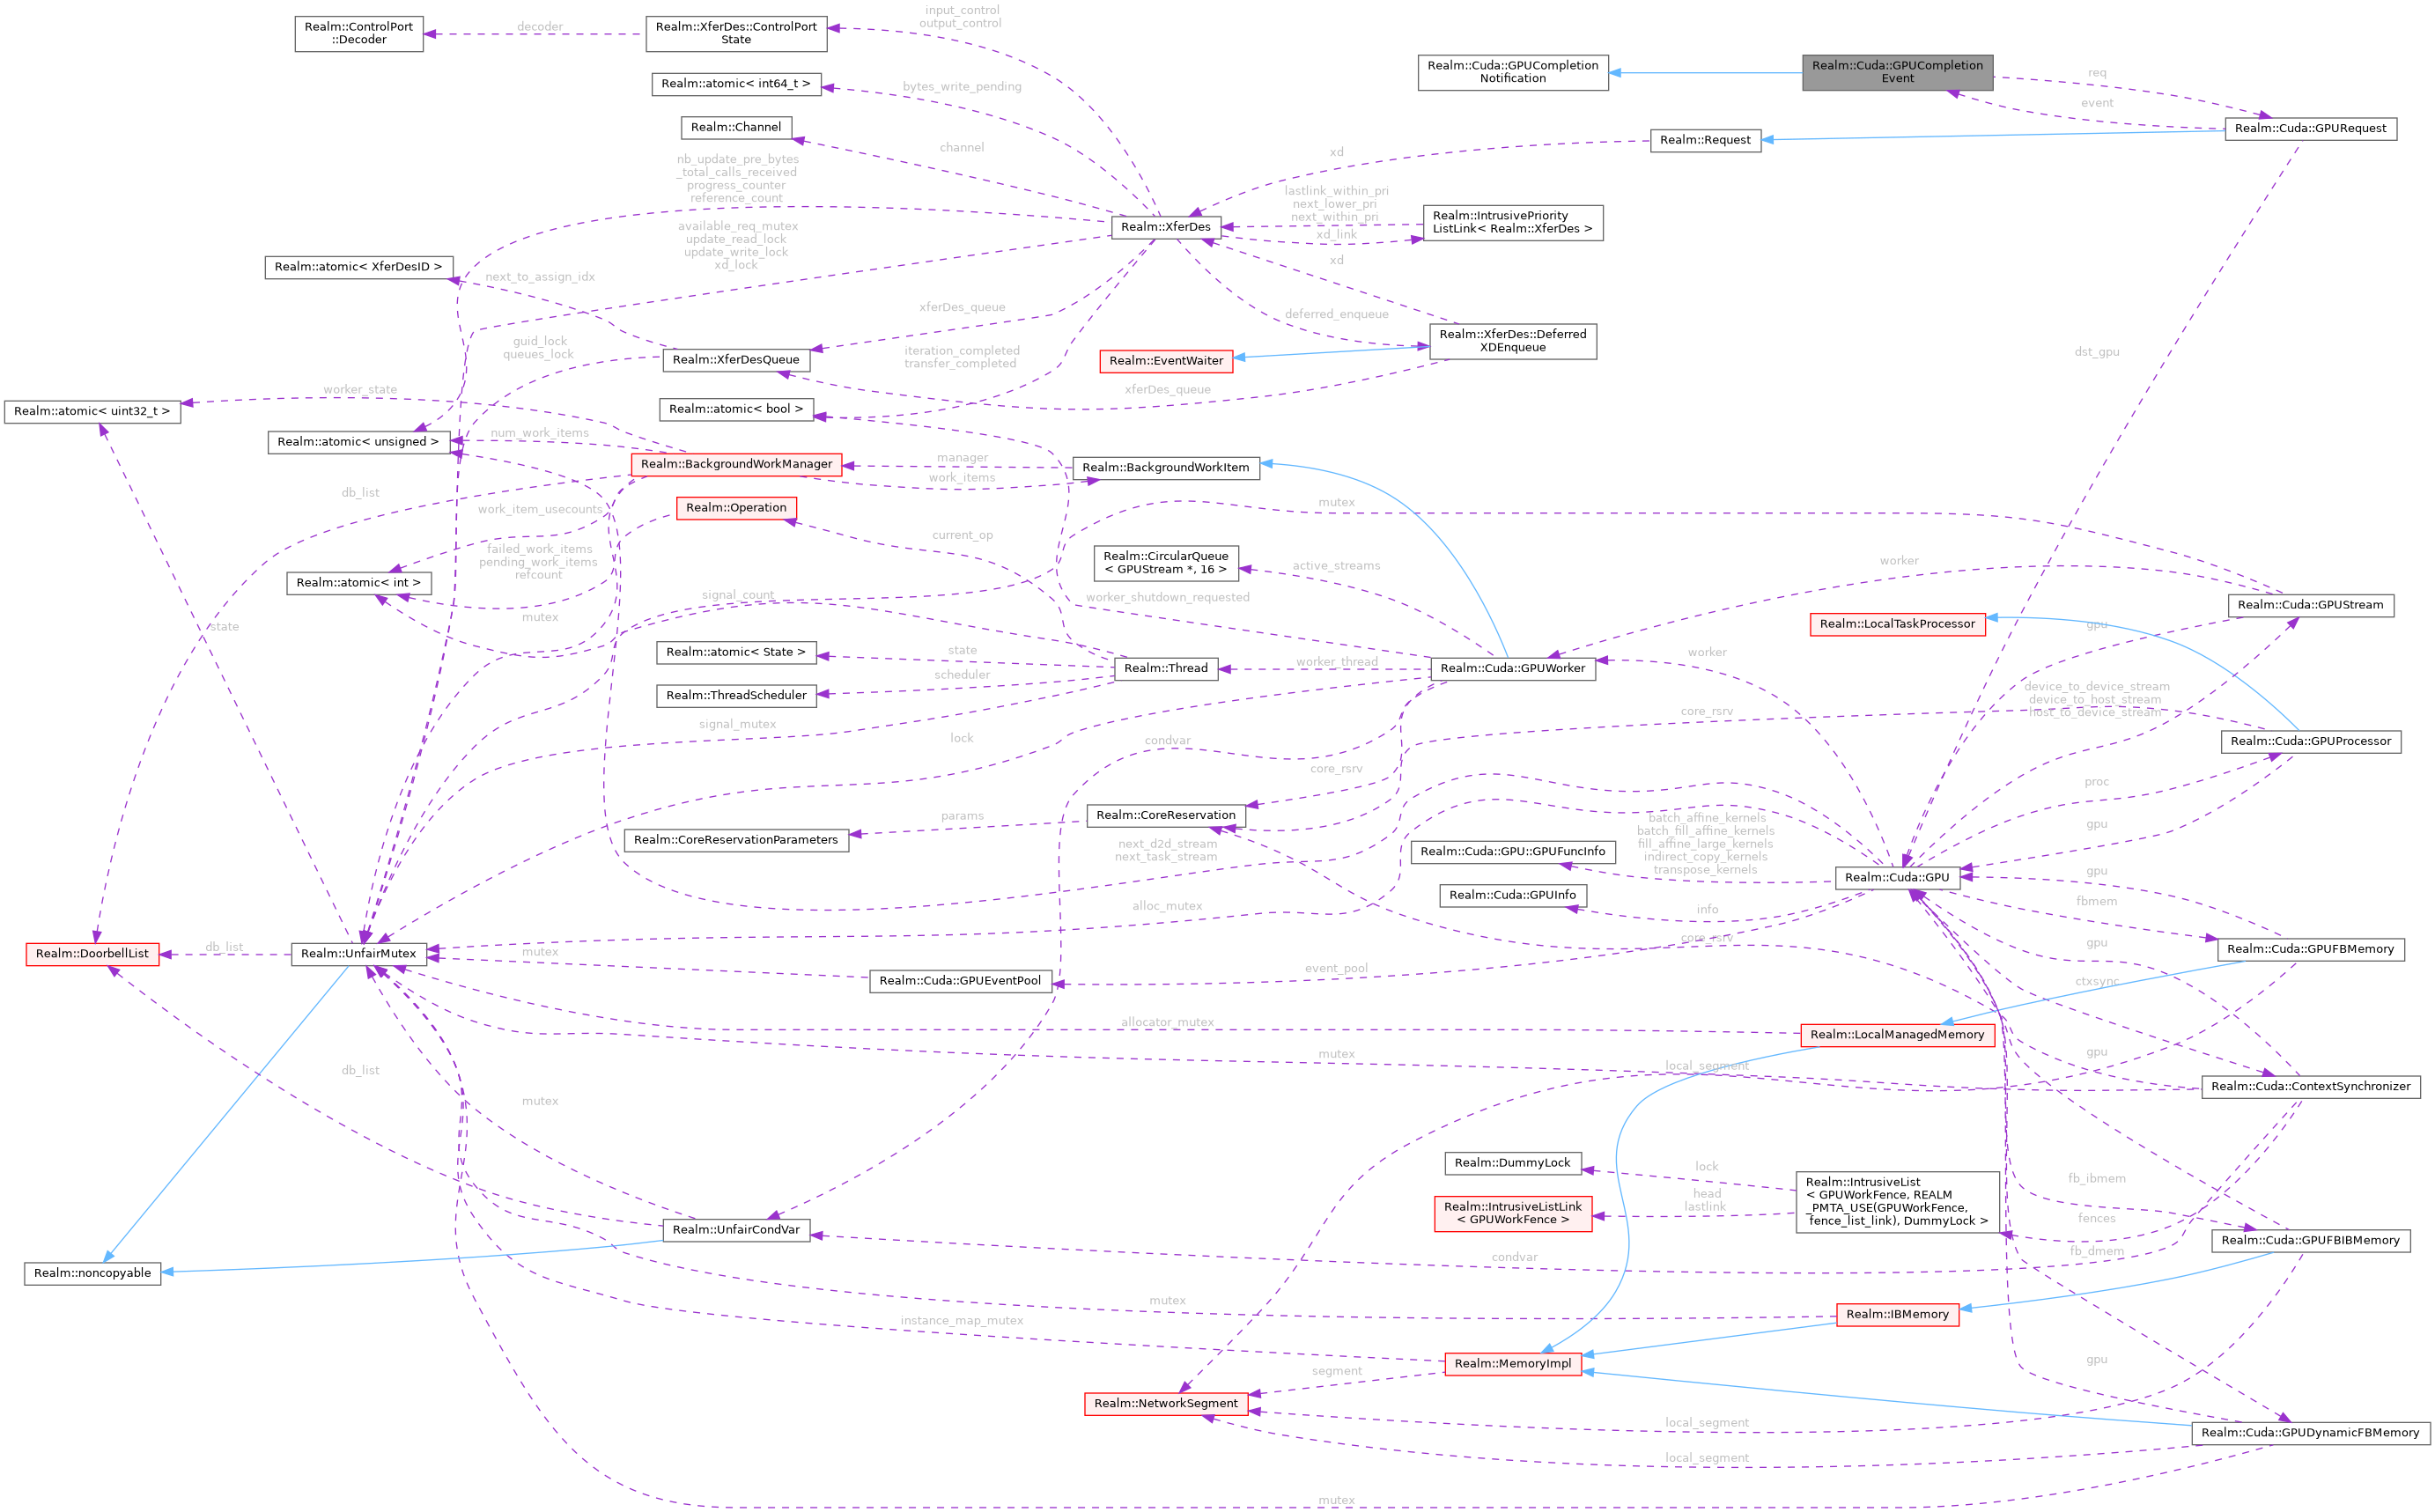 input_control
output_control
Realm::ControlPort
::Decoder
decoder
Realm::XferDes::ControlPort
State
Realm::Cuda::GPUCompletion
Notification
Realm::Cuda::GPUCompletion
Event
req
Realm::atomic< int64_t >
bytes_write_pending
event
Realm::Channel
channel
Realm::Request
Realm::Cuda::GPURequest
nb_update_pre_bytes
_total_calls_received
progress_counter
reference_count
xd
lastlink_within_pri
next_lower_pri
next_within_pri
Realm::XferDes
xd_link
Realm::IntrusivePriority
ListLink< Realm::XferDes >
available_req_mutex
update_read_lock
update_write_lock
xd_lock
Realm::atomic< XferDesID >
next_to_assign_idx
xd
xferDes_queue
deferred_enqueue
Realm::XferDes::Deferred
XDEnqueue
guid_lock
queues_lock
Realm::XferDesQueue
iteration_completed
transfer_completed
Realm::EventWaiter
dst_gpu
worker_state
xferDes_queue
Realm::atomic< uint32_t >
Realm::atomic< bool >
Realm::atomic< unsigned >
num_work_items
Realm::BackgroundWorkManager
manager
work_items
Realm::BackgroundWorkItem
db_list
work_item_usecounts
Realm::Operation
mutex
current_op
failed_work_items
pending_work_items
refcount
Realm::atomic< int >
Realm::CircularQueue
< GPUStream *, 16 >
active_streams
worker
signal_count
worker_shutdown_requested
Realm::Cuda::GPUStream
mutex
state
Realm::LocalTaskProcessor
gpu
Realm::atomic< State >
state
Realm::ThreadScheduler
scheduler
Realm::Thread
worker_thread
Realm::Cuda::GPUWorker
worker
device_to_device_stream
device_to_host_stream
host_to_device_stream
signal_mutex
lock
condvar
core_rsrv
Realm::Cuda::GPUProcessor
core_rsrv
proc
Realm::CoreReservationParameters
params
Realm::CoreReservation
batch_affine_kernels
batch_fill_affine_kernels
fill_affine_large_kernels
indirect_copy_kernels
transpose_kernels
gpu
next_d2d_stream
next_task_stream
Realm::Cuda::GPU::GPUFuncInfo
Realm::Cuda::GPU
gpu
Realm::Cuda::GPUInfo
info
fbmem
alloc_mutex
core_rsrv
gpu
Realm::Cuda::GPUFBMemory
Realm::DoorbellList
db_list
Realm::UnfairMutex
mutex
Realm::Cuda::GPUEventPool
event_pool
ctxsync
allocator_mutex
Realm::LocalManagedMemory
mutex
gpu
local_segment
Realm::Cuda::ContextSynchronizer
db_list
mutex
Realm::DummyLock
lock
head
lastlink
Realm::IntrusiveListLink
< GPUWorkFence >
Realm::IntrusiveList
< GPUWorkFence, REALM
_PMTA_USE(GPUWorkFence,
fence_list_link), DummyLock >
fb_ibmem
fences
Realm::UnfairCondVar
condvar
fb_dmem
Realm::Cuda::GPUFBIBMemory
Realm::noncopyable
mutex
Realm::IBMemory
instance_map_mutex
Realm::MemoryImpl
segment
gpu
Realm::NetworkSegment
local_segment
Realm::Cuda::GPUDynamicFBMemory
local_segment
mutex